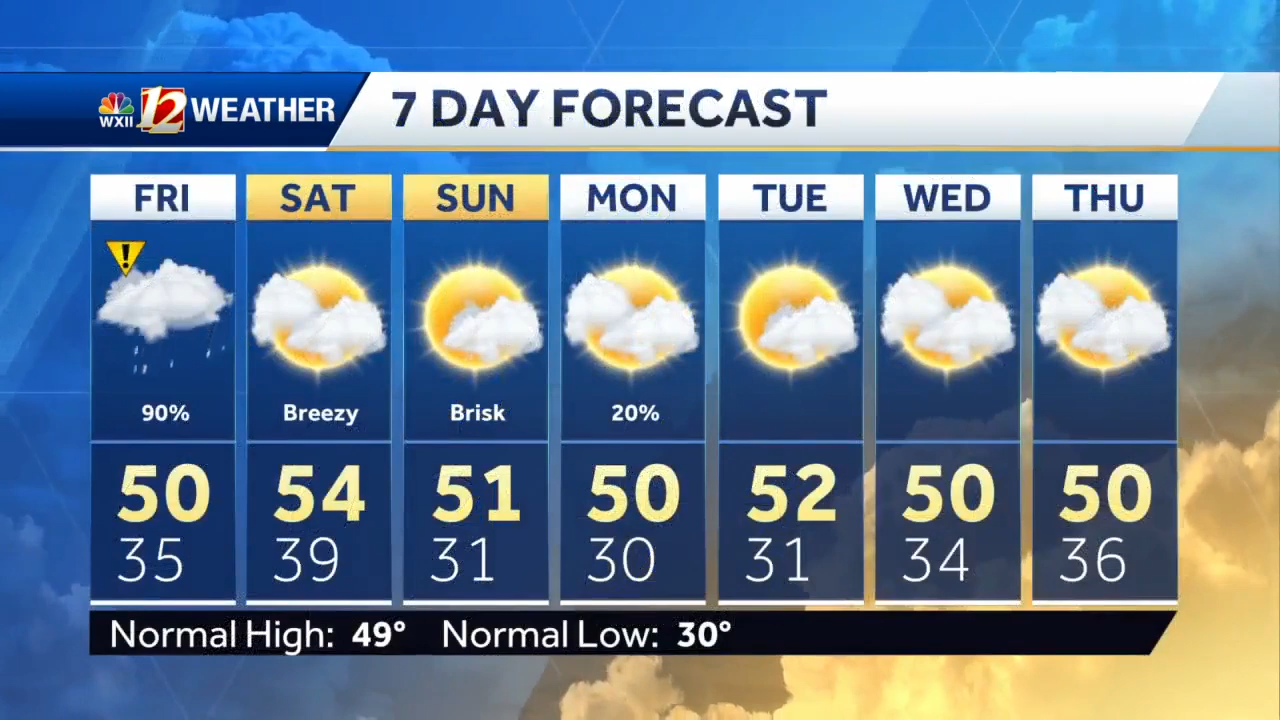 WXII 12 WEATHER
7 DAY FORECAST
FRI SAT SUN MON TUE WED THU
!
90% Breezy Brisk 20%
50 54 51 50 52 50 50
35 39 31 30 31 34 36
Normal High: 49° Normal Low: 30°